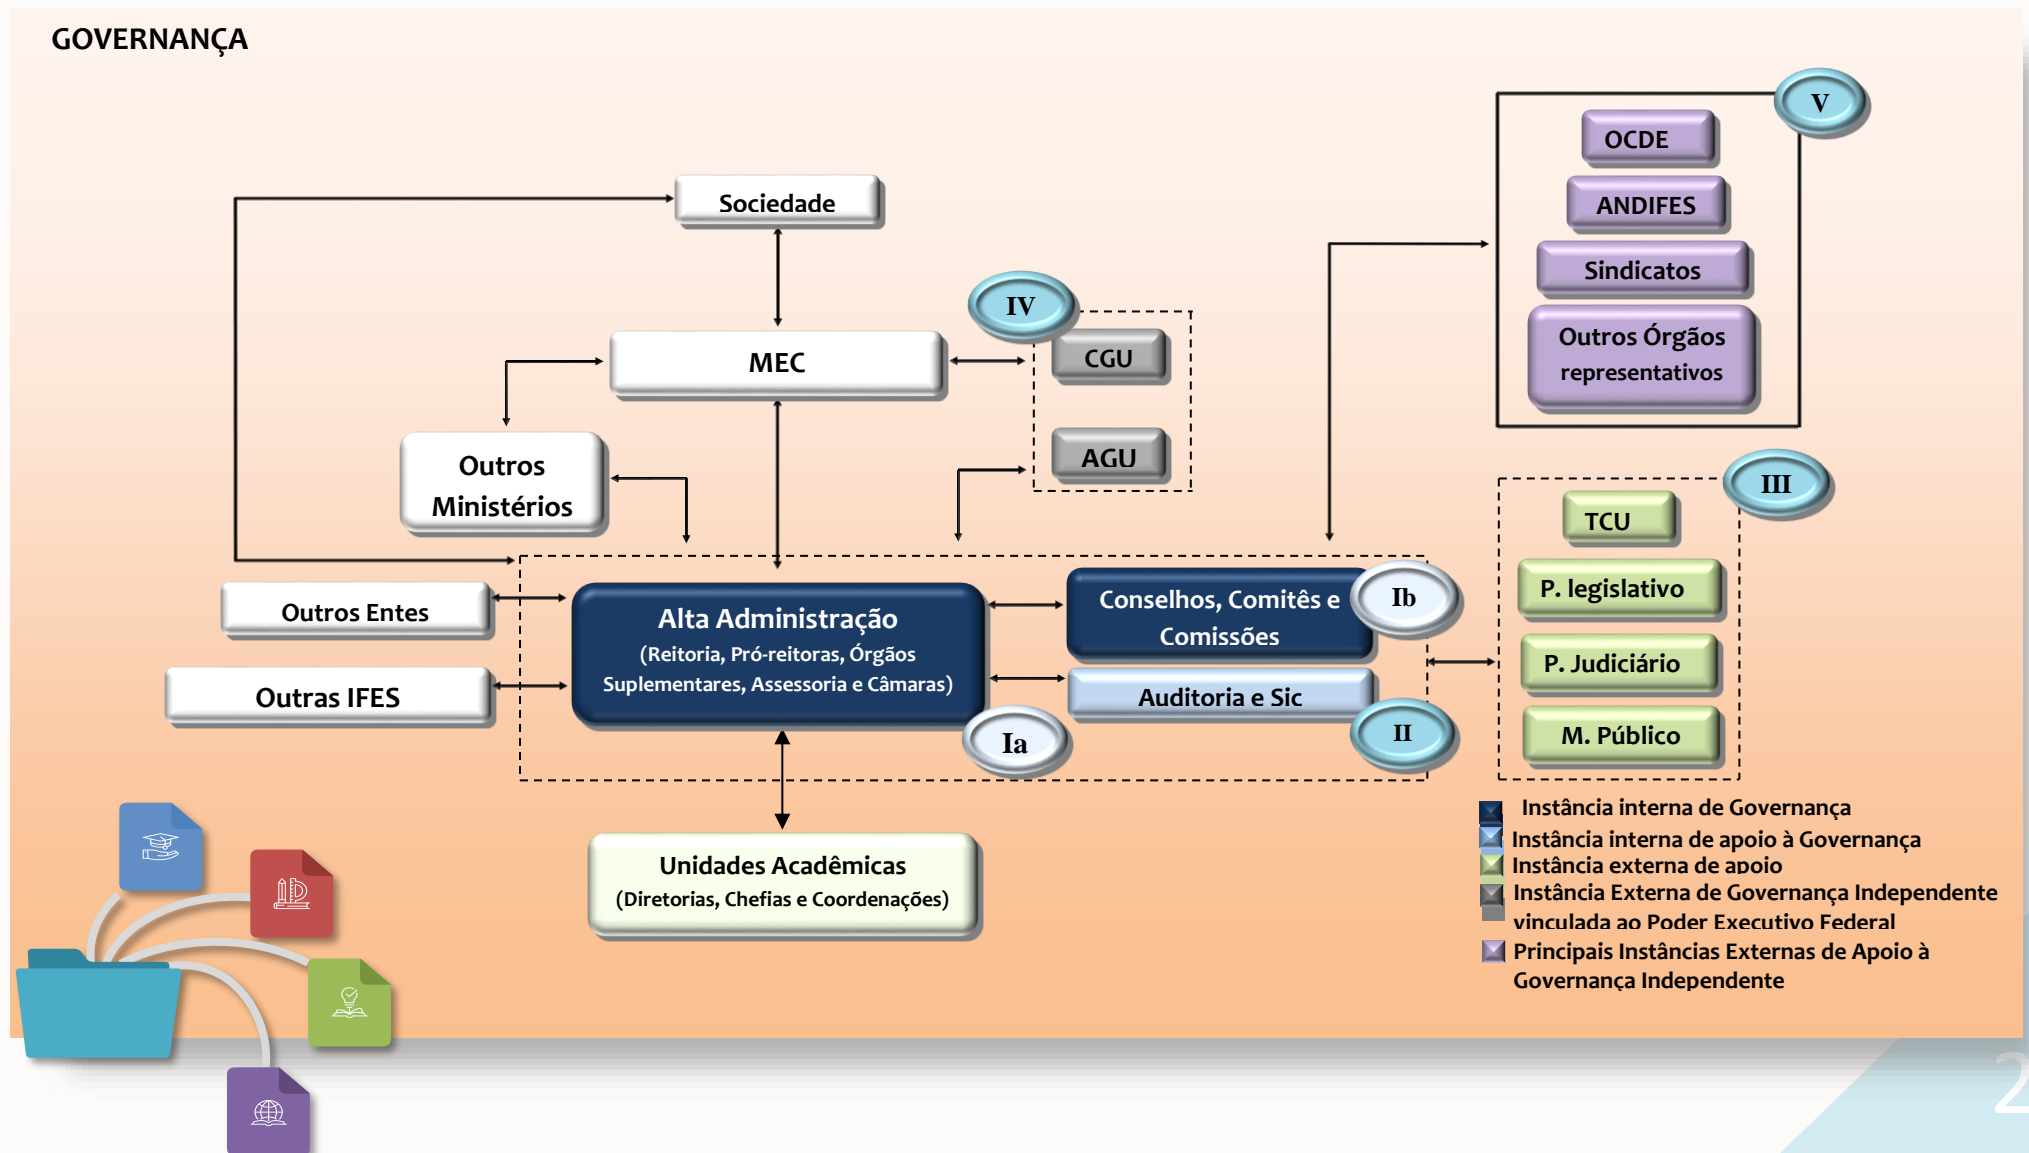 GOVERNANÇA
V
OCDE
ANDIFES
Sindicatos
Outros Órgãos
representativos
Sociedade
IV
MEC
CGU
AGU
Outros
Ministérios
III
TCU
P. legislativo
P. Judiciário
M. Público
Outros Entes
Outras IFES
Alta Administração
(Reitoria, Pró-reitoras, Órgãos
Suplementares, Assessoria e Câmaras)
Ia
Conselhos, Comitês e
Comissões
Ib
Auditoria e Sic
II
Unidades Acadêmicas
(Diretorias, Chefias e Coordenações)
Instância interna de Governança
Instância interna de apoio à Governança
Instância externa de apoio
Instância Externa de Governança Independente
vinculada ao Poder Executivo Federal
Principais Instâncias Externas de Apoio à
Governança Independente
2